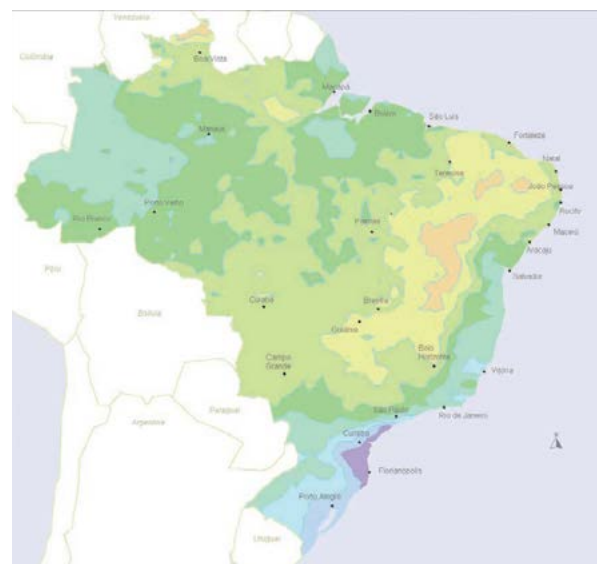 Venezuela
Colômbia
Boa Vista
Macapá
Belém
São Luís
Manaus
Fortaleza
Teresina
Natal
João Pessoa
Porto Velho
Recife
Rio Branco
Palmas
Maceió
Aracaju
Peru
Salvador
Cuiabá
Brasília
Bolívia
Goiânia
Belo
Horizonte
Campo
Grande
Vitória
São Paulo
Rio de Janeiro
Paraguai
Argentina
Curitiba
Florianópolis
Porto Alegre
Uruguai